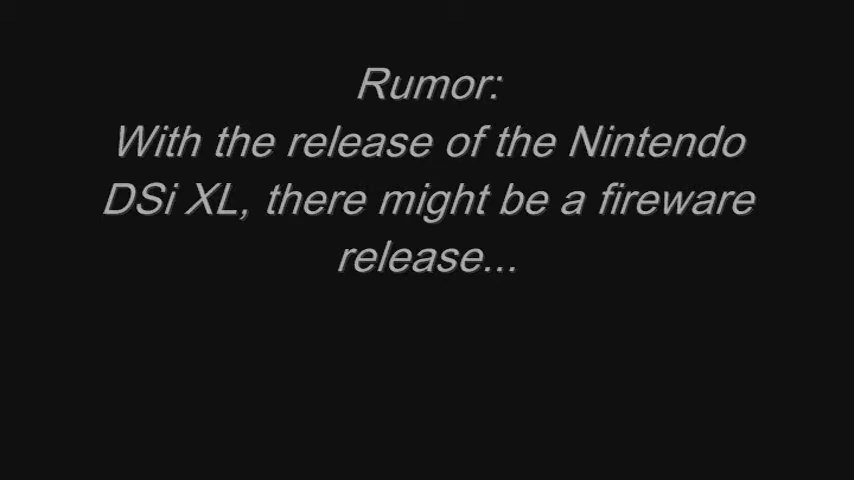 Rumor:
With the release of the Nintendo
DSi XL, there might be a fireware
release...